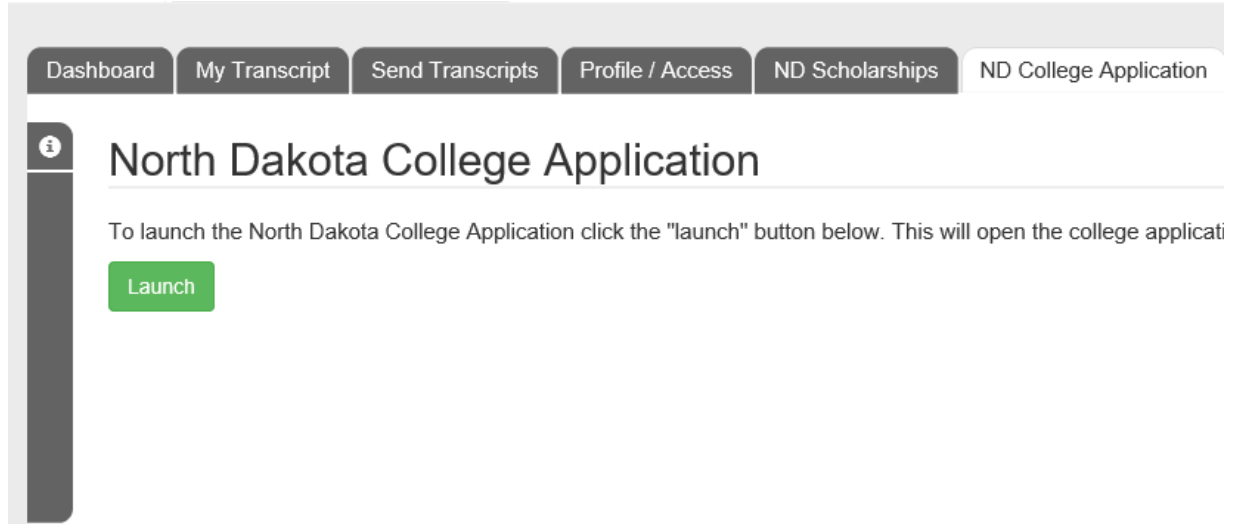 Dashboard My Transcript Send Transcripts Profile / Access ND Scholarships ND College Application
North Dakota College Application
To launch the North Dakota College Application click the "launch" button below. This will open the college
Launch